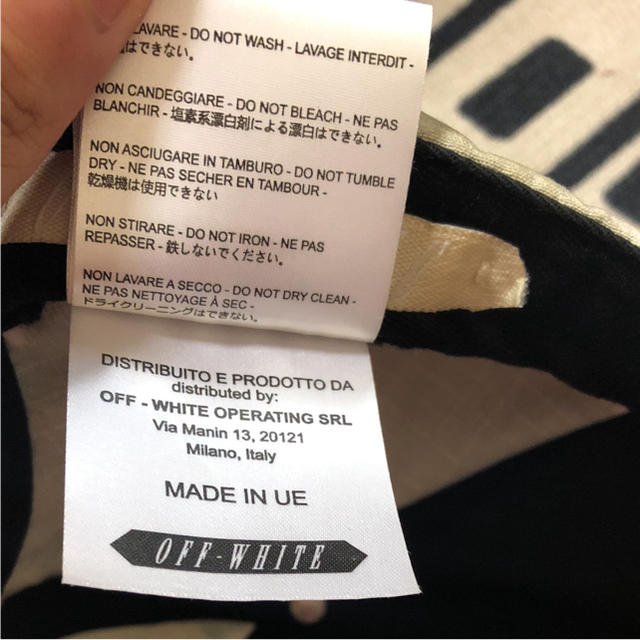 LAVARE - DO NOT WASH - LAVAGE INTERDIT -
はできない。
NON CANDEGGIARE - DO NOT BLEACH - NE PAS
BLANCHIR - 塩素系漂白剤による漂白はできない。
NON ASCIUGARE IN TAMBURO - DO NOT TUMBLE
DRY - NE PAS SECHER EN TAMBOUR -
乾燥機は使用できない
NON STIRARE - DO NOT IRON - NE PAS
REPASSER - 鉄しないでください。
NON LAVARE A SECCO - DO NOT DRY CLEAN -
NE PAS NETTOYAGE À SEC -
ドライクリーニングはできない。
DISTRIBUITO E PRODOTTO DA
distributed by:
OFF - WHITE OPERATING SRL
Via Manin 13, 20121
Milano, Italy
MADE IN UE
OFF-WHITE